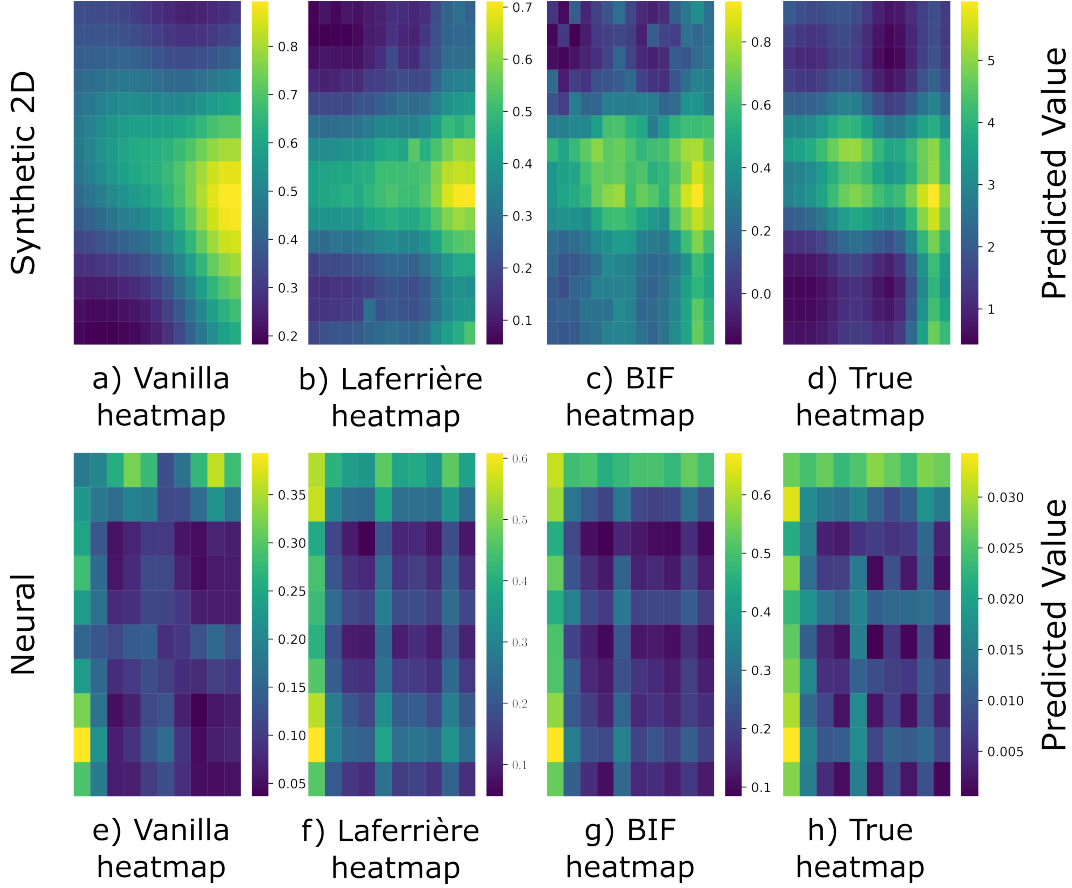 Synthetic 2D
0.8
0.7
0.6
0.5
0.4
0.3
0.2
0.7
0.6
0.5
0.4
0.3
0.2
0.1
0.8
0.6
0.4
0.2
0.0
5
4
3
2
1
Predicted Value
a) Vanilla
heatmap
b) Laferrière
heatmap
c) BIF
heatmap
d) True
heatmap
Neural
0.35
0.30
0.25
0.20
0.15
0.10
0.05
0.6
0.5
0.4
0.3
0.2
0.1
0.6
0.5
0.4
0.3
0.2
0.1
0.030
0.025
0.020
0.015
0.010
0.005
Predicted Value
e) Vanilla
heatmap
f) Laferrière
heatmap
g) BIF
heatmap
h) True
heatmap